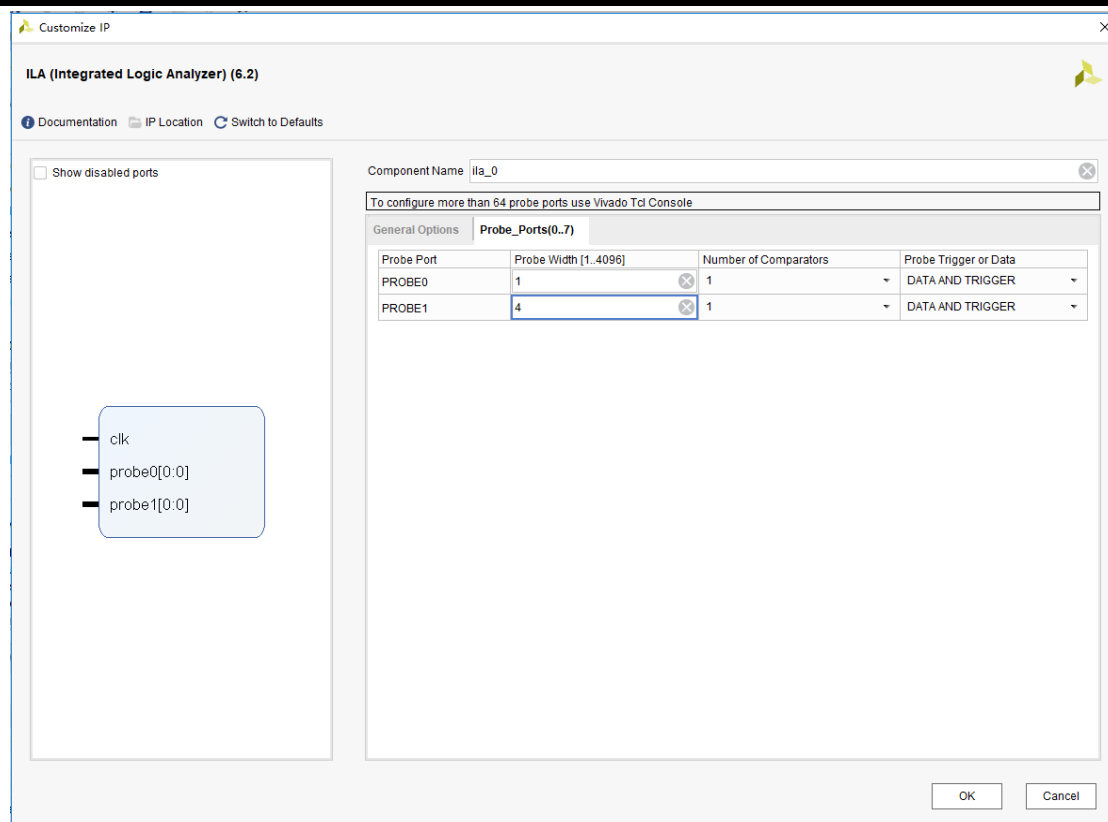 Customize IP
ILA (Integrated Logic Analyzer) (6.2)
Documentation IP Location Switch to Defaults
Show disabled ports
clk
probe0[0:0]
probe1[0:0]
Component Name ila_0
To configure more than 64 probe ports use Vivado Tcl Console
General Options Probe_Ports(0..7)
Probe Port Probe Width [1..4096] Number of Comparators Probe Trigger or Data
PROBE0 1 1 DATA AND TRIGGER
PROBE1 4 1 DATA AND TRIGGER
OK Cancel